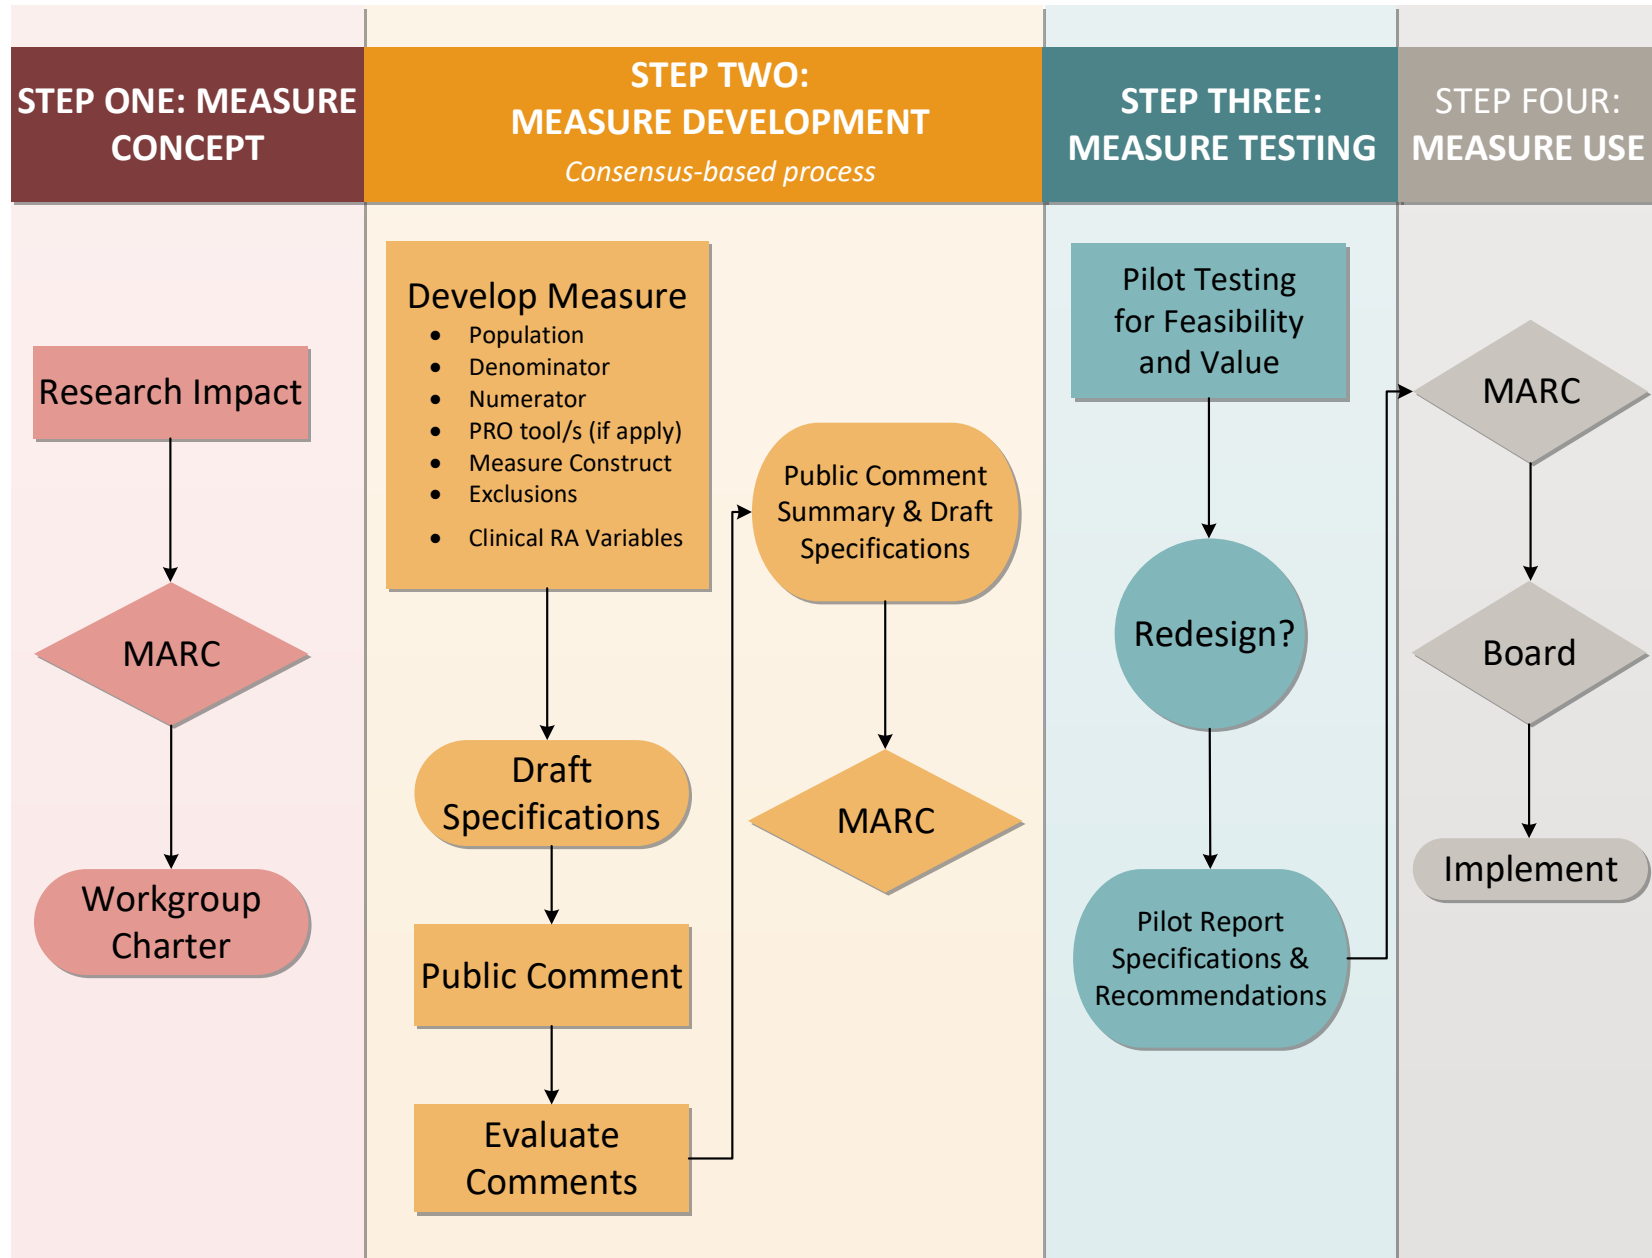 STEP ONE: MEASURE
CONCEPT
STEP TWO:
MEASURE DEVELOPMENT
Consensus-based process
STEP THREE:
MEASURE TESTING
STEP FOUR:
MEASURE USE
Research Impact
MARC
Workgroup
Charter
Develop Measure
• Population
• Denominator
• Numerator
• PRO tool/s (if apply)
• Measure Construct
• Exclusions
• Clinical RA Variables
Draft
Specifications
Public Comment
Evaluate
Comments
Public Comment
Summary & Draft
Specifications
MARC
Pilot Testing
for Feasibility
and Value
Redesign?
Pilot Report
Specifications &
Recommendations
MARC
Board
Implement